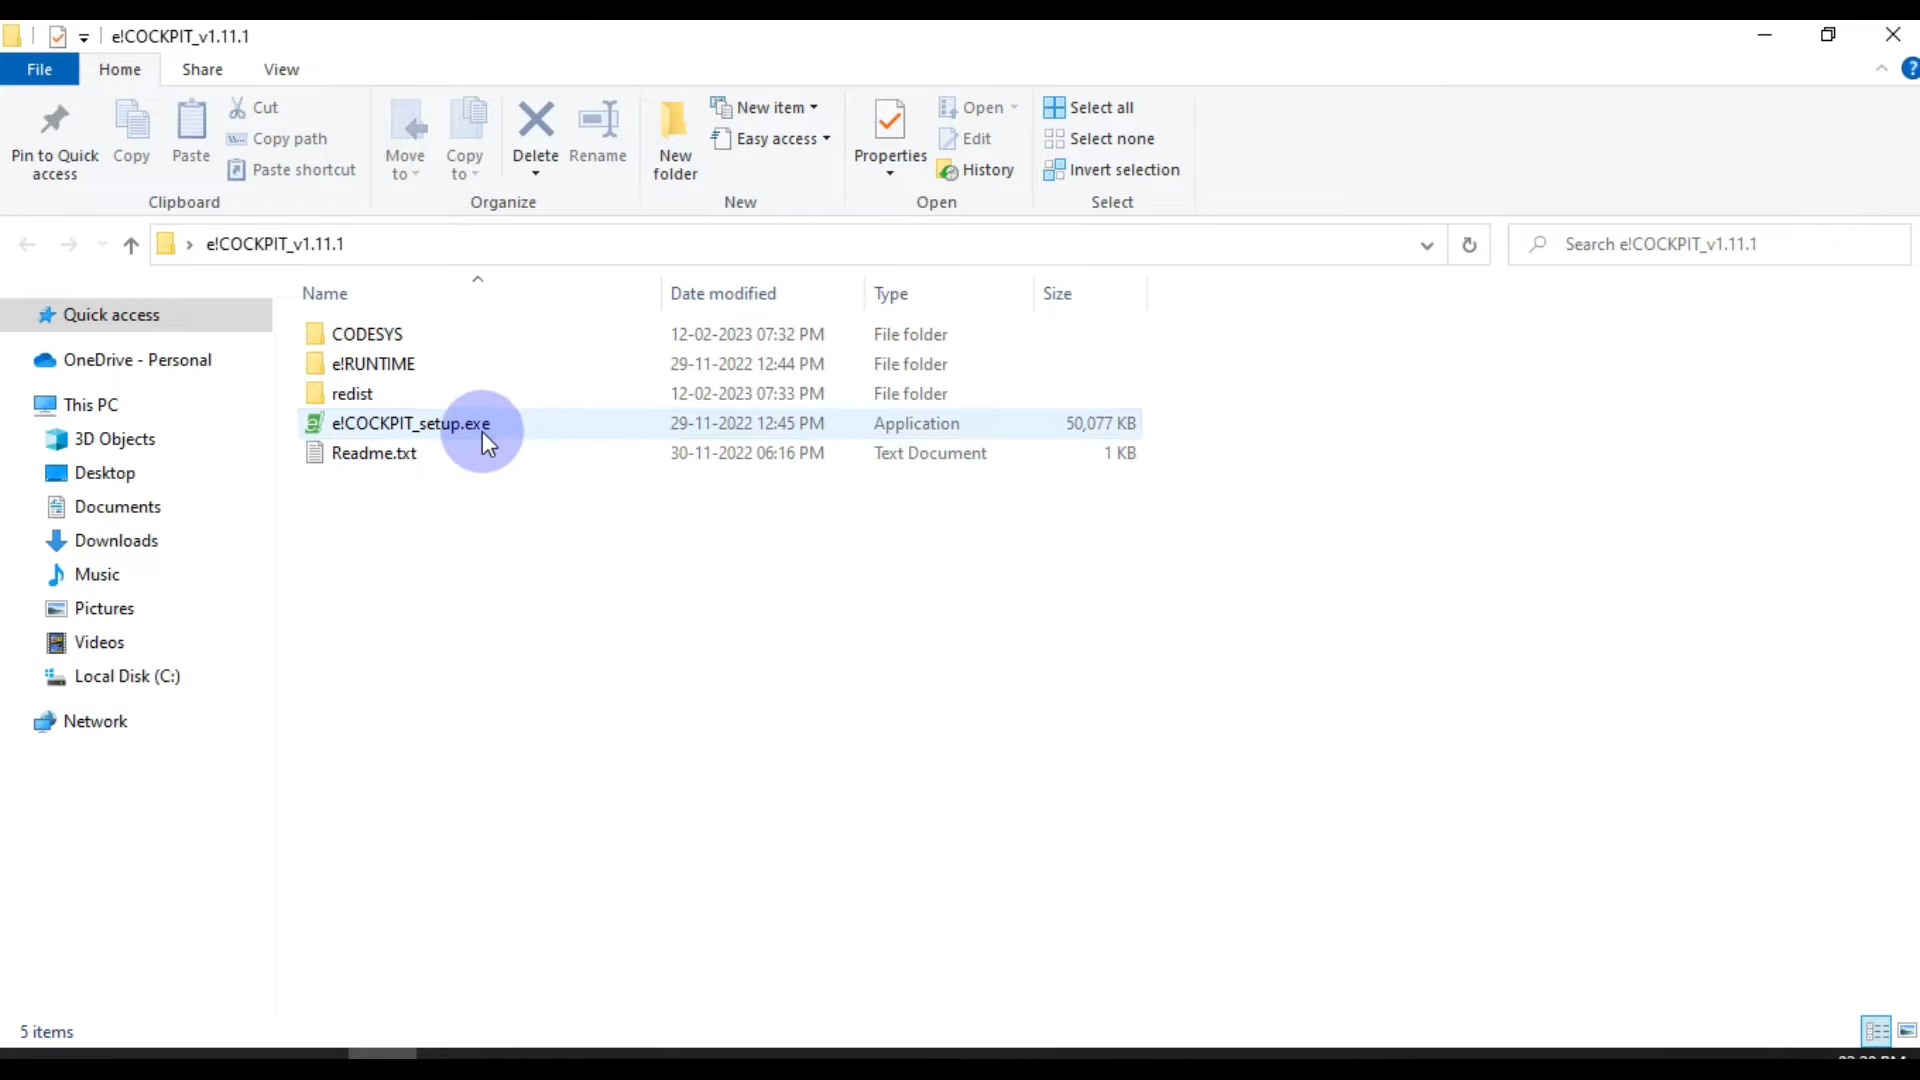 e!COCKPIT_v1.11.1
File Home Share View
Pin to Quick access
Copy
Paste
Cut
Copy path
Paste shortcut
Clipboard
Move to
Copy to
Delete
Rename
Organize
New folder
New item
Easy access
New
Properties
Open
Edit
History
Open
Select all
Select none
Invert selection
Select
e!COCKPIT_v1.11.1
Search e!COCKPIT_v1.11.1
Name Date modified Type Size
Quick access
OneDrive - Personal
This PC
3D Objects
Desktop
Documents
Downloads
Music
Pictures
Videos
Local Disk (C:)
Network
CODESYS 12-02-2023 07:32 PM File folder
e!RUNTIME 29-11-2022 12:44 PM File folder
redist 12-02-2023 07:33 PM File folder
e!COCKPIT_setup.exe 29-11-2022 12:45 PM Application 50,077 KB
Readme.txt 30-11-2022 06:16 PM Text Document 1 KB
5 items